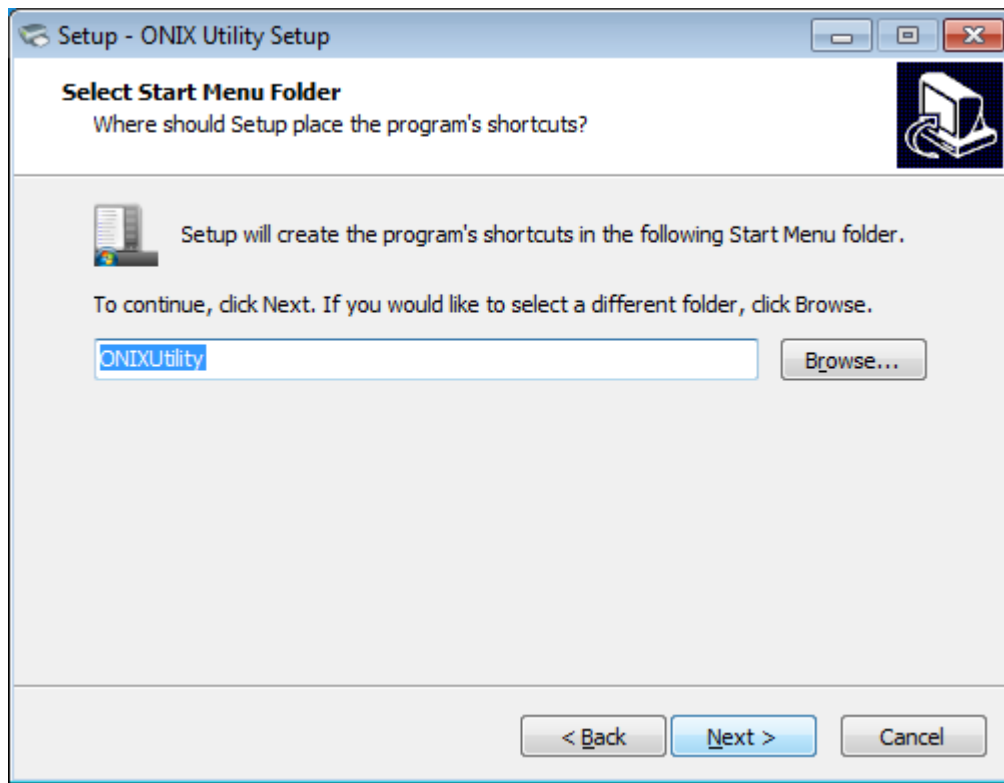 Setup - ONIX Utility Setup
Select Start Menu Folder
Where should Setup place the program's shortcuts?
Setup will create the program's shortcuts in the following Start Menu folder.
To continue, click Next. If you would like to select a different folder, click Browse.
ONIXUtility
Browse...
< Back
Next >
Cancel